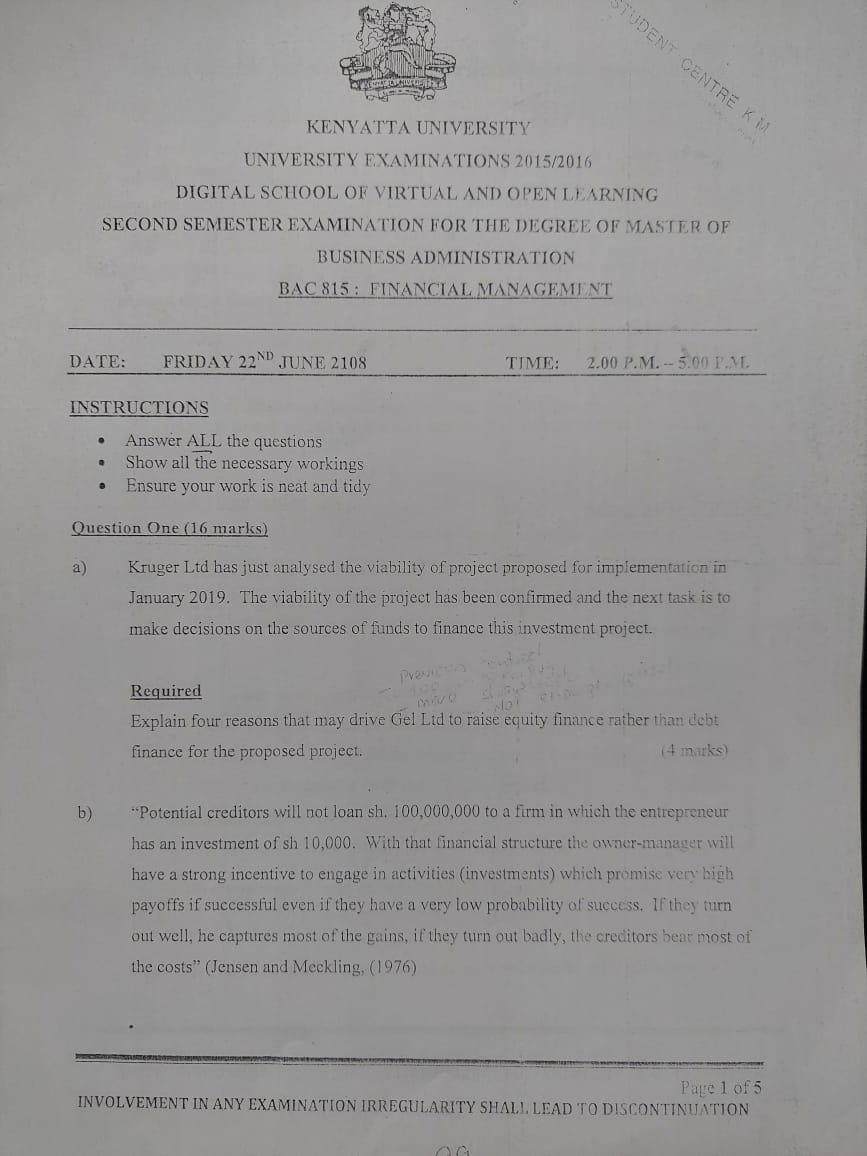 STUDENT CENTRE KM
KENYATTA UNIVERSITY
KENYATTA UNIVERSITY
UNIVERSITY EXAMINATIONS 2015/2016
DIGITAL SCHOOL OF VIRTUAL AND OPEN LEARNING
SECOND SEMESTER EXAMINATION FOR THE DEGREE OF MASTER OF
BUSINESS ADMINISTRATION
BAC 815 : FINANCIAL MANAGEMENT
DATE: FRIDAY 22ND JUNE 2108 TIME: 2.00 P.M. – 5.00 P.M.
INSTRUCTIONS
• Answer ALL the questions
• Show all the necessary workings
• Ensure your work is neat and tidy
Question One (16 marks)
a) Kruger Ltd has just analysed the viability of project proposed for implementation in
January 2019. The viability of the project has been confirmed and the next task is to
make decisions on the sources of funds to finance this investment project.
Required
Explain four reasons that may drive Gel Ltd to raise equity finance rather than debt
finance for the proposed project. (4 marks)
b) “Potential creditors will not loan sh. 100,000,000 to a firm in which the entrepreneur
has an investment of sh 10,000. With that financial structure the owner-manager will
have a strong incentive to engage in activities (investments) which promise very high
payoffs if successful even if they have a very low probability of success. If they turn
out well, he captures most of the gains, if they turn out badly, the creditors bear most of
the costs” (Jensen and Meckling, (1976)
Page 1 of 5
INVOLVEMENT IN ANY EXAMINATION IRREGULARITY SHALL LEAD TO DISCONTINUATION